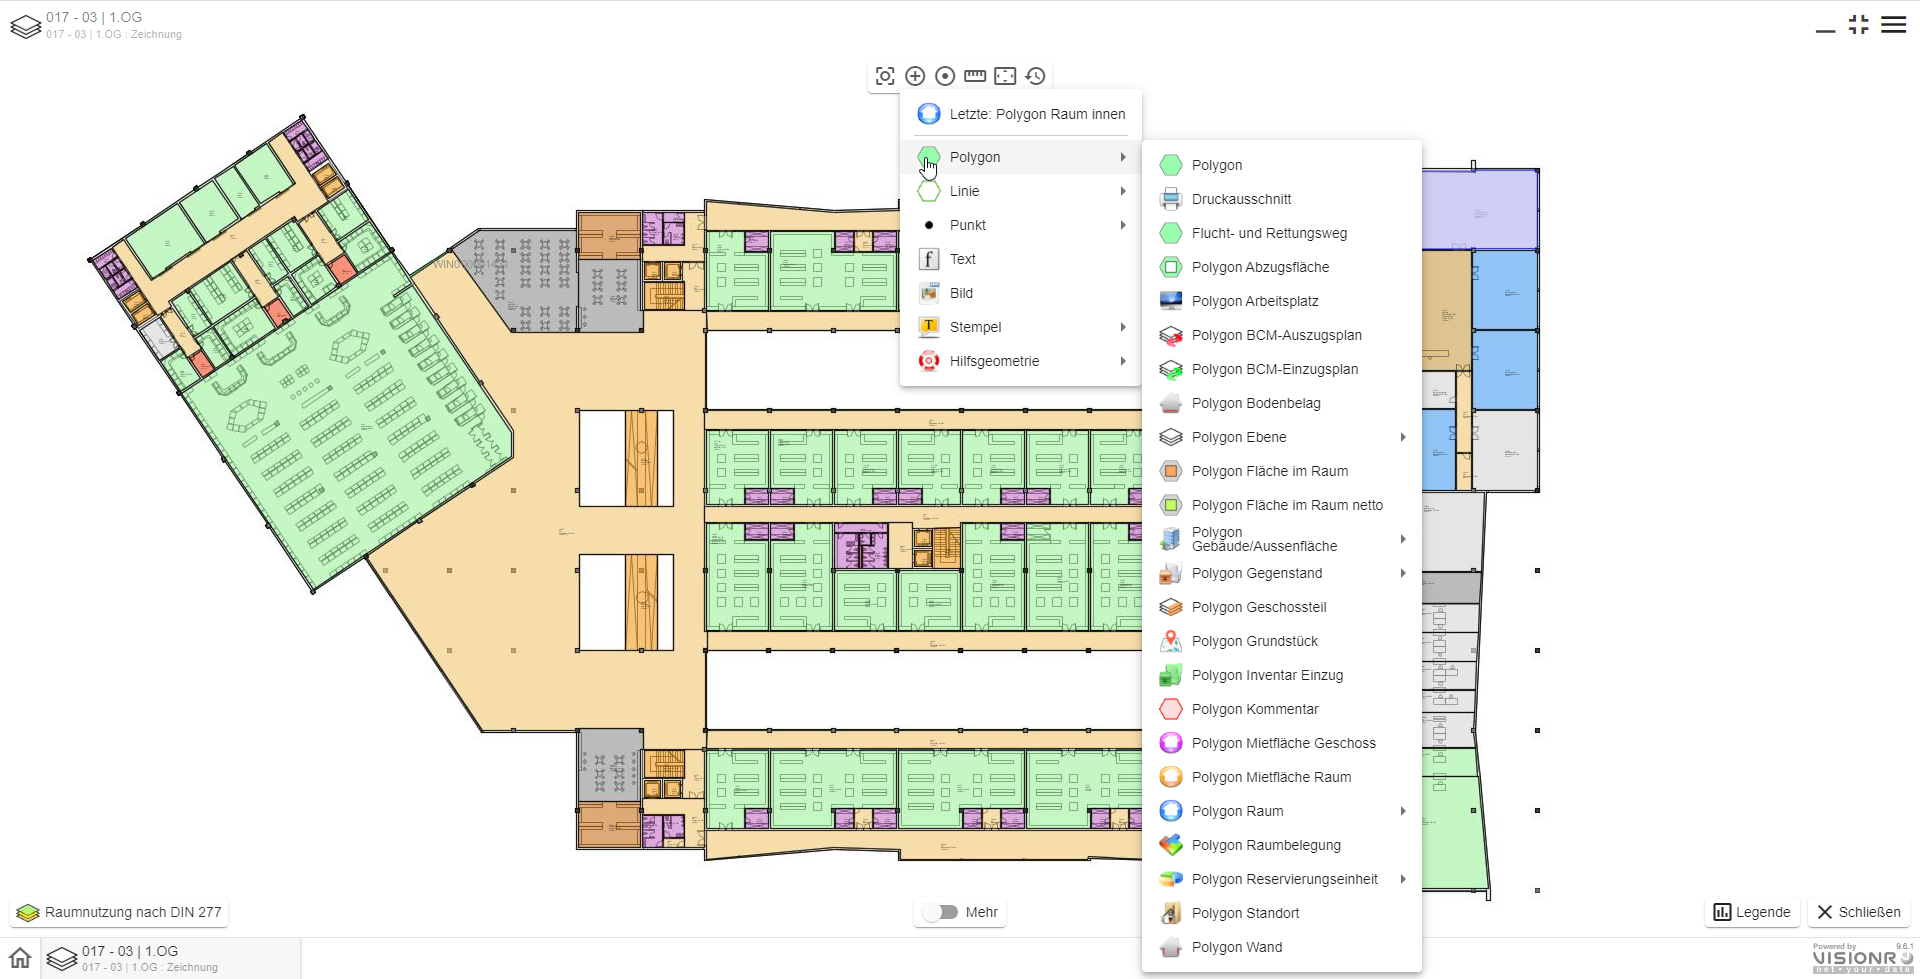 017 - 03 | 1.OG
017 - 03 | 1.OG : Zeichnung
Letzte: Polygon Raum innen
Polygon
Linie
Punkt
Text
Bild
Stempel
Hilfsgeometrie
Polygon
Druckausschnitt
Flucht- und Rettungsweg
Polygon Abzugsfläche
Polygon Arbeitsplatz
Polygon BCM-Auszugsplan
Polygon BCM-Einzugsplan
Polygon Bodenbelag
Polygon Ebene
Polygon Fläche im Raum
Polygon Fläche im Raum netto
Polygon
Gebäude/Aussenfläche
Polygon Gegenstand
Polygon Geschossteil
Polygon Grundstück
Polygon Inventar Einzug
Polygon Kommentar
Polygon Mietfläche Geschoss
Polygon Mietfläche Raum
Polygon Raum
Polygon Raumbelegung
Polygon Reservierungseinheit
Polygon Standort
Polygon Wand
Raumnutzung nach DIN 277
Mehr
Legende
Schließen
017 - 03 | 1.OG
017 - 03 | 1.OG : Zeichnung
Powered by 9.6.1
VISIONR
net · your · data